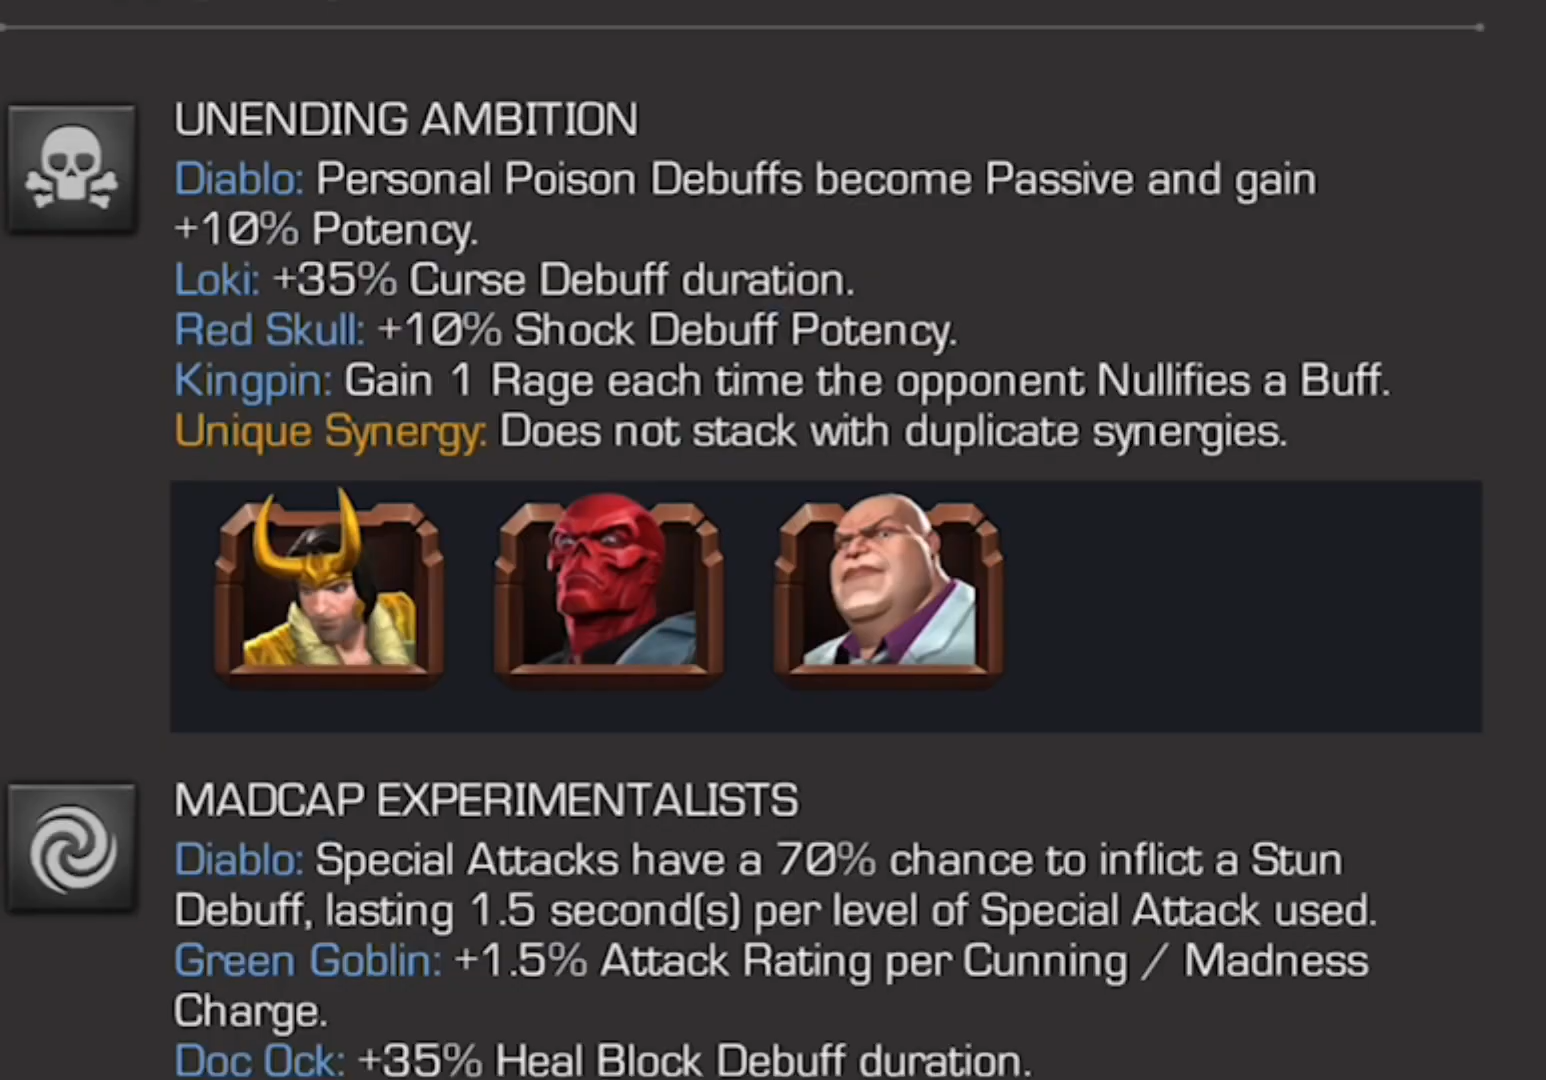 UNENDING AMBITION
Diablo: Personal Poison Debuffs become Passive and gain
+10% Potency.
Loki: +35% Curse Debuff duration.
Red Skull: +10% Shock Debuff Potency.
Kingpin: Gain 1 Rage each time the opponent Nullifies a Buff.
Unique Synergy: Does not stack with duplicate synergies.
MADCAP EXPERIMENTALISTS
Diablo: Special Attacks have a 70% chance to inflict a Stun
Debuff, lasting 1.5 second(s) per level of Special Attack used.
Green Goblin: +1.5% Attack Rating per Cunning / Madness
Charge.
Doc Ock: +35% Heal Block Debuff duration.